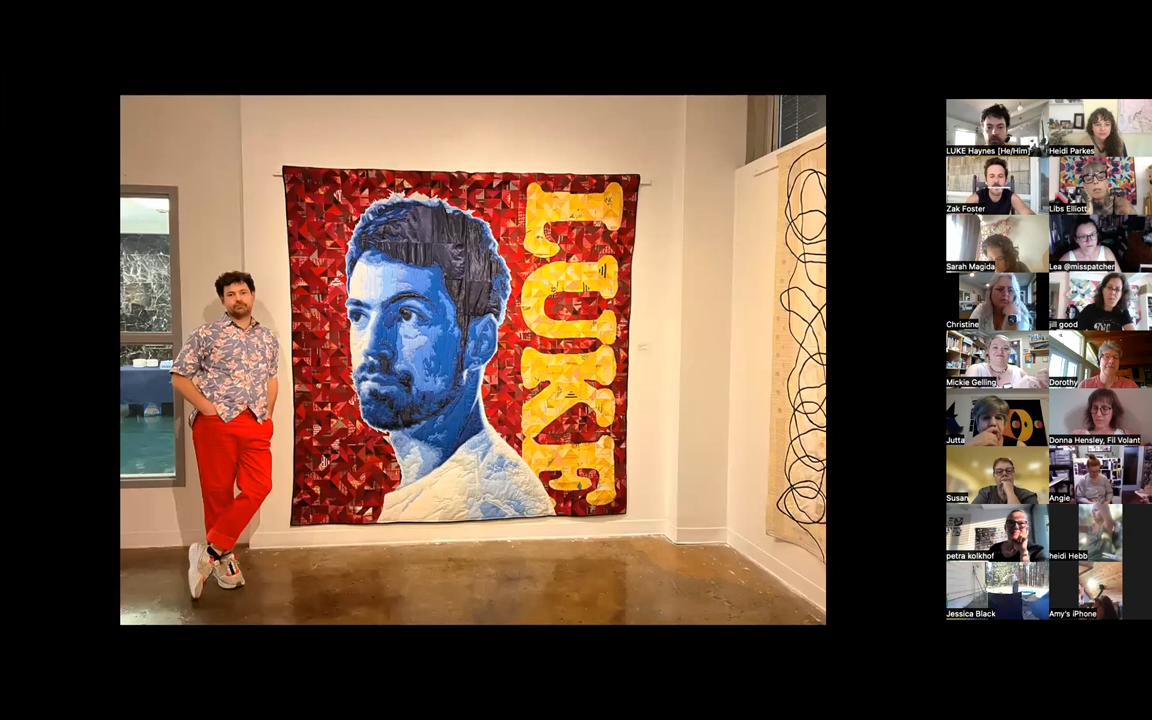 LUKE
LUKE Haynes [He/Him]
Heidi Parkes
Zak Foster
Libs Elliott
Sarah Magida
Lea @misspatcher
Christine
jill good
Mickie Gelling
Dorothy
Jutta
Donna Hensley, Fil Volant
Susan
Angie
petra kolkhof
heidi Hebb
Jessica Black
Amy's iPhone